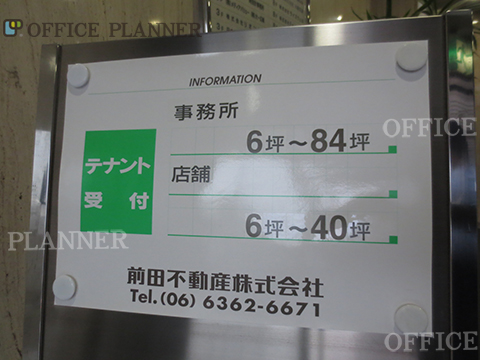 OFFICE PLANNER
INFORMATION
事務所
6坪～84坪
OFFICE
テナント
受付
店舗
6坪～40坪
PLANNER
OFFICE
前田不動産株式会社
Tel.(06) 6362-6671
OFFICE